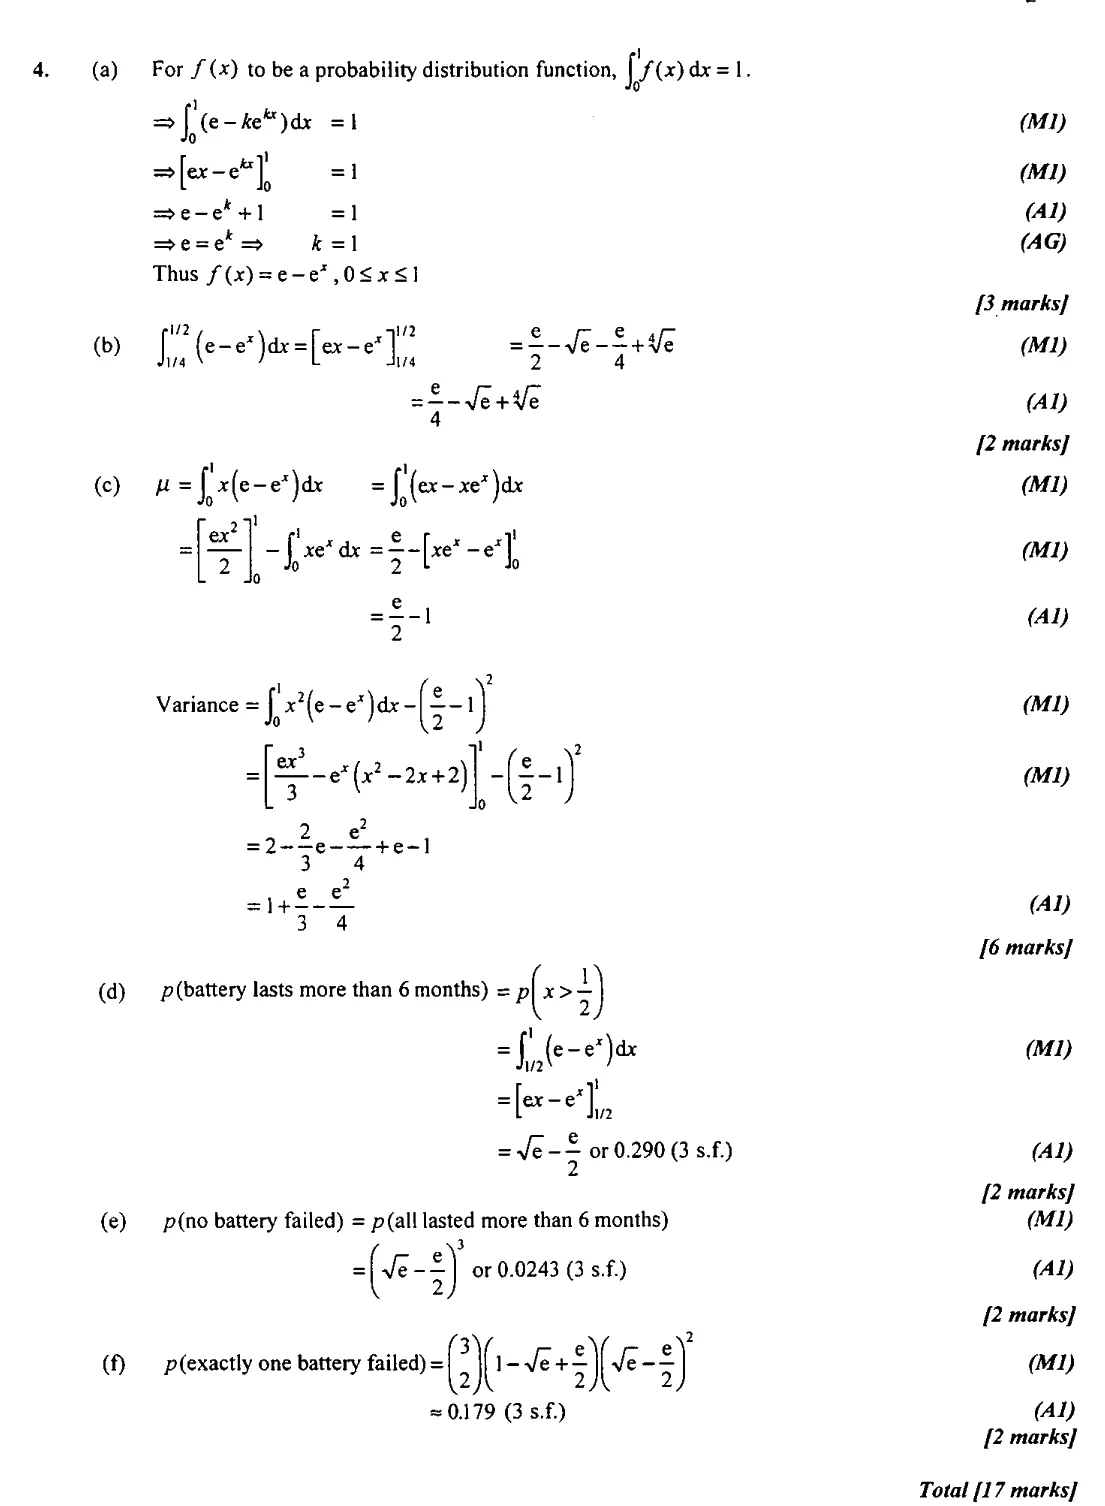 4. (a) For f (x) to be a probability distribution function, ∫₀¹ f(x) dx = 1.
⇒ ∫₀¹ (e − ke^{kx}) dx = 1 (M1)
⇒ [ex − e^{kx}]₀¹ = 1 (M1)
⇒ e − e^k + 1 = 1 (A1)
⇒ e = e^k ⇒ k = 1 (AG)
Thus f (x) = e − e^x , 0 ≤ x ≤ 1
[3 marks]
(b) ∫_{1/4}^{1/2} (e − e^x) dx = [ex − e^x]_{1/4}^{1/2} = e/2 − √e − e/4 + ∜e (M1)
= e/4 − √e + ∜e (A1)
[2 marks]
(c) μ = ∫₀¹ x(e − e^x) dx = ∫₀¹ (ex − xe^x) dx (M1)
= [ex²/2]₀¹ − ∫₀¹ xe^x dx = e/2 − [xe^x − e^x]₀¹ (M1)
= e/2 − 1 (A1)
Variance = ∫₀¹ x²(e − e^x) dx − (e/2 − 1)² (M1)
= [ex³/3 − e^x (x² − 2x + 2)]₀¹ − (e/2 − 1)² (M1)
= 2 − 2/3 e − e²/4 + e − 1
= 1 + e/3 − e²/4 (A1)
[6 marks]
(d) p(battery lasts more than 6 months) = p(x > 1/2)
= ∫_{1/2}^1 (e − e^x) dx (M1)
= [ex − e^x]_{1/2}^1
= √e − e/2 or 0.290 (3 s.f.) (A1)
[2 marks]
(e) p(no battery failed) = p(all lasted more than 6 months) (M1)
= (√e − e/2)³ or 0.0243 (3 s.f.) (A1)
[2 marks]
(f) p(exactly one battery failed) = (3 2)(1 − √e + e/2)(√e − e/2)² (M1)
≈ 0.179 (3 s.f.) (A1)
[2 marks]
Total [17 marks]